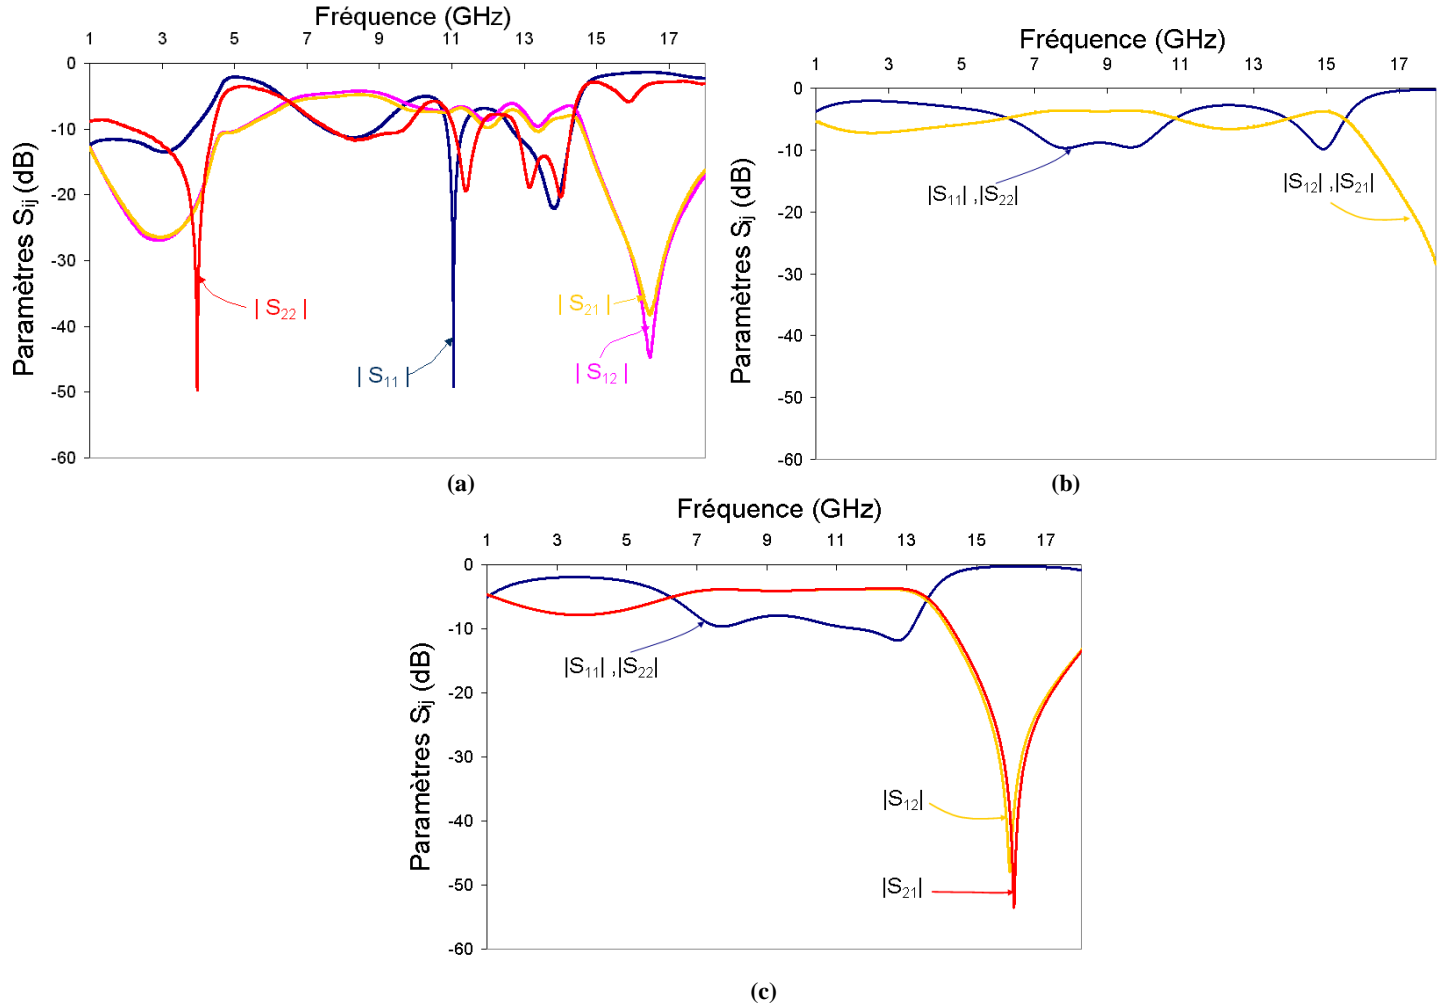 Fréquence (GHz)
1 3 5 7 9 11 13 15 17
0
-10
-20
-30
-40
-50
-60
Paramètres Sij (dB)
| S22 |
| S11 |
| S21 |
| S12 |
(a)
Fréquence (GHz)
1 3 5 7 9 11 13 15 17
0
-10
-20
-30
-40
-50
-60
Paramètres Sij (dB)
|S11| ,|S22|
|S12| ,|S21|
(b)
Fréquence (GHz)
1 3 5 7 9 11 13 15 17
0
-10
-20
-30
-40
-50
-60
Paramètres Sij (dB)
|S11| ,|S22|
|S12|
|S21|
(c)